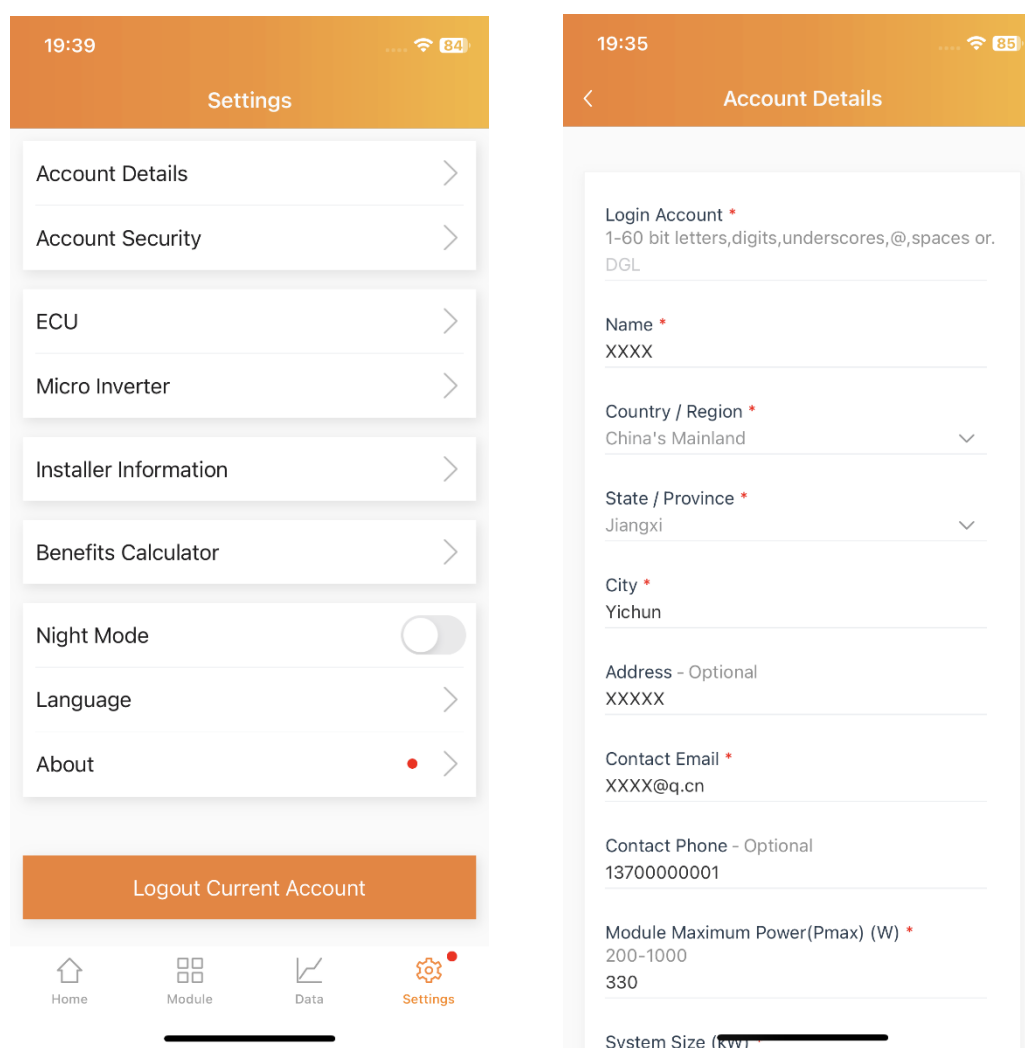 19:39
84
Settings
Account Details
Account Security
ECU
Micro Inverter
Installer Information
Benefits Calculator
Night Mode
Language
About
Logout Current Account
Home
Module
Data
Settings
19:35
85
Account Details
Login Account *
1-60 bit letters,digits,underscores,@,spaces or.
DGL
Name *
XXXX
Country / Region *
China's Mainland
State / Province *
Jiangxi
City *
Yichun
Address - Optional
XXXXX
Contact Email *
XXXX@q.cn
Contact Phone - Optional
13700000001
Module Maximum Power(Pmax) (W) *
200-1000
330
System Size (kW) *